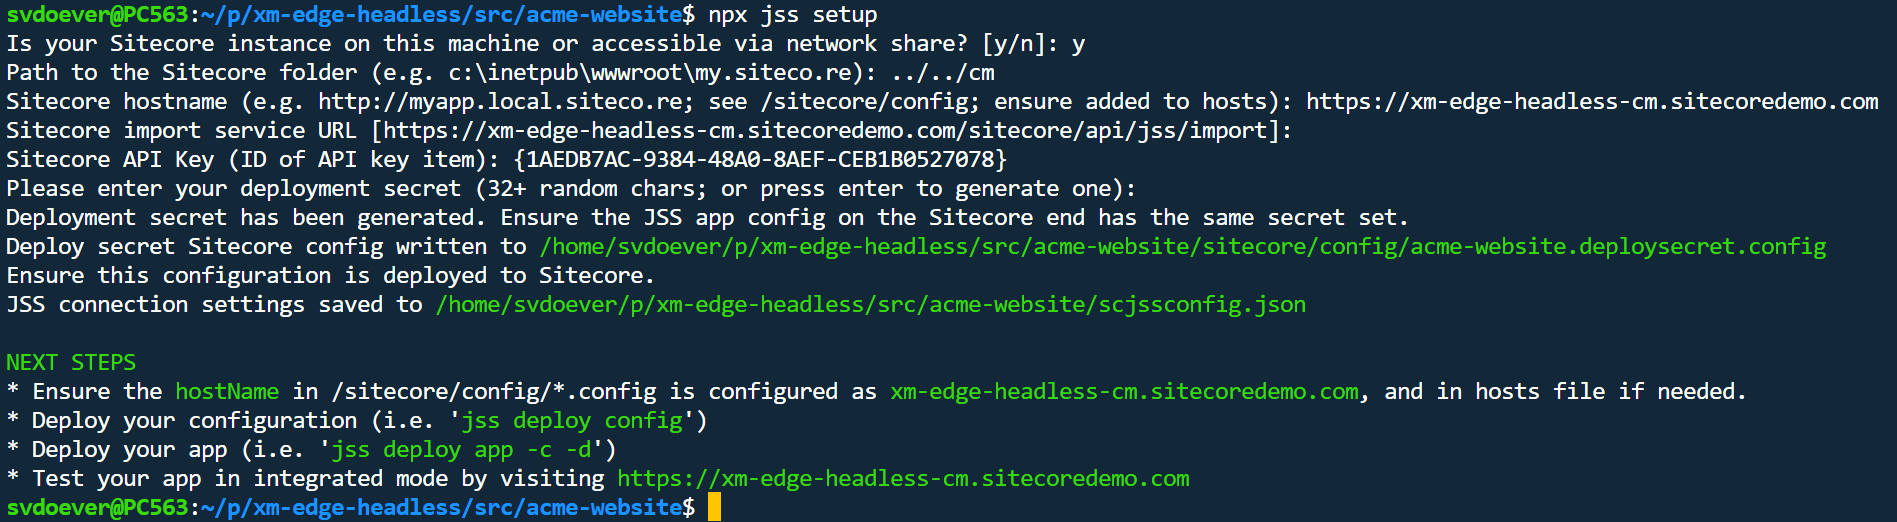 svdoever@PC563:~/p/xm-edge-headless/src/acme-website$ npx jss setup
Is your Sitecore instance on this machine or accessible via network share? [y/n]: y
Path to the Sitecore folder (e.g. c:\inetpub\wwwroot\my.siteco.re): ../../cm
Sitecore hostname (e.g. http://myapp.local.siteco.re; see /sitecore/config; ensure added to hosts): https://xm-edge-headless-cm.sitecoredemo.com
Sitecore import service URL [https://xm-edge-headless-cm.sitecoredemo.com/sitecore/api/jss/import]:
Sitecore API Key (ID of API key item): {1AEDB7AC-9384-48A0-8AEF-CEB1B0527078}
Please enter your deployment secret (32+ random chars; or press enter to generate one):
Deployment secret has been generated. Ensure the JSS app config on the Sitecore end has the same secret set.
Deploy secret Sitecore config written to /home/svdoever/p/xm-edge-headless/src/acme-website/sitecore/config/acme-website.deploysecret.config
Ensure this configuration is deployed to Sitecore.
JSS connection settings saved to /home/svdoever/p/xm-edge-headless/src/acme-website/scjssconfig.json
NEXT STEPS
* Ensure the hostName in /sitecore/config/*.config is configured as xm-edge-headless-cm.sitecoredemo.com, and in hosts file if needed.
* Deploy your configuration (i.e. 'jss deploy config')
* Deploy your app (i.e. 'jss deploy app -c -d')
* Test your app in integrated mode by visiting https://xm-edge-headless-cm.sitecoredemo.com
svdoever@PC563:~/p/xm-edge-headless/src/acme-website$